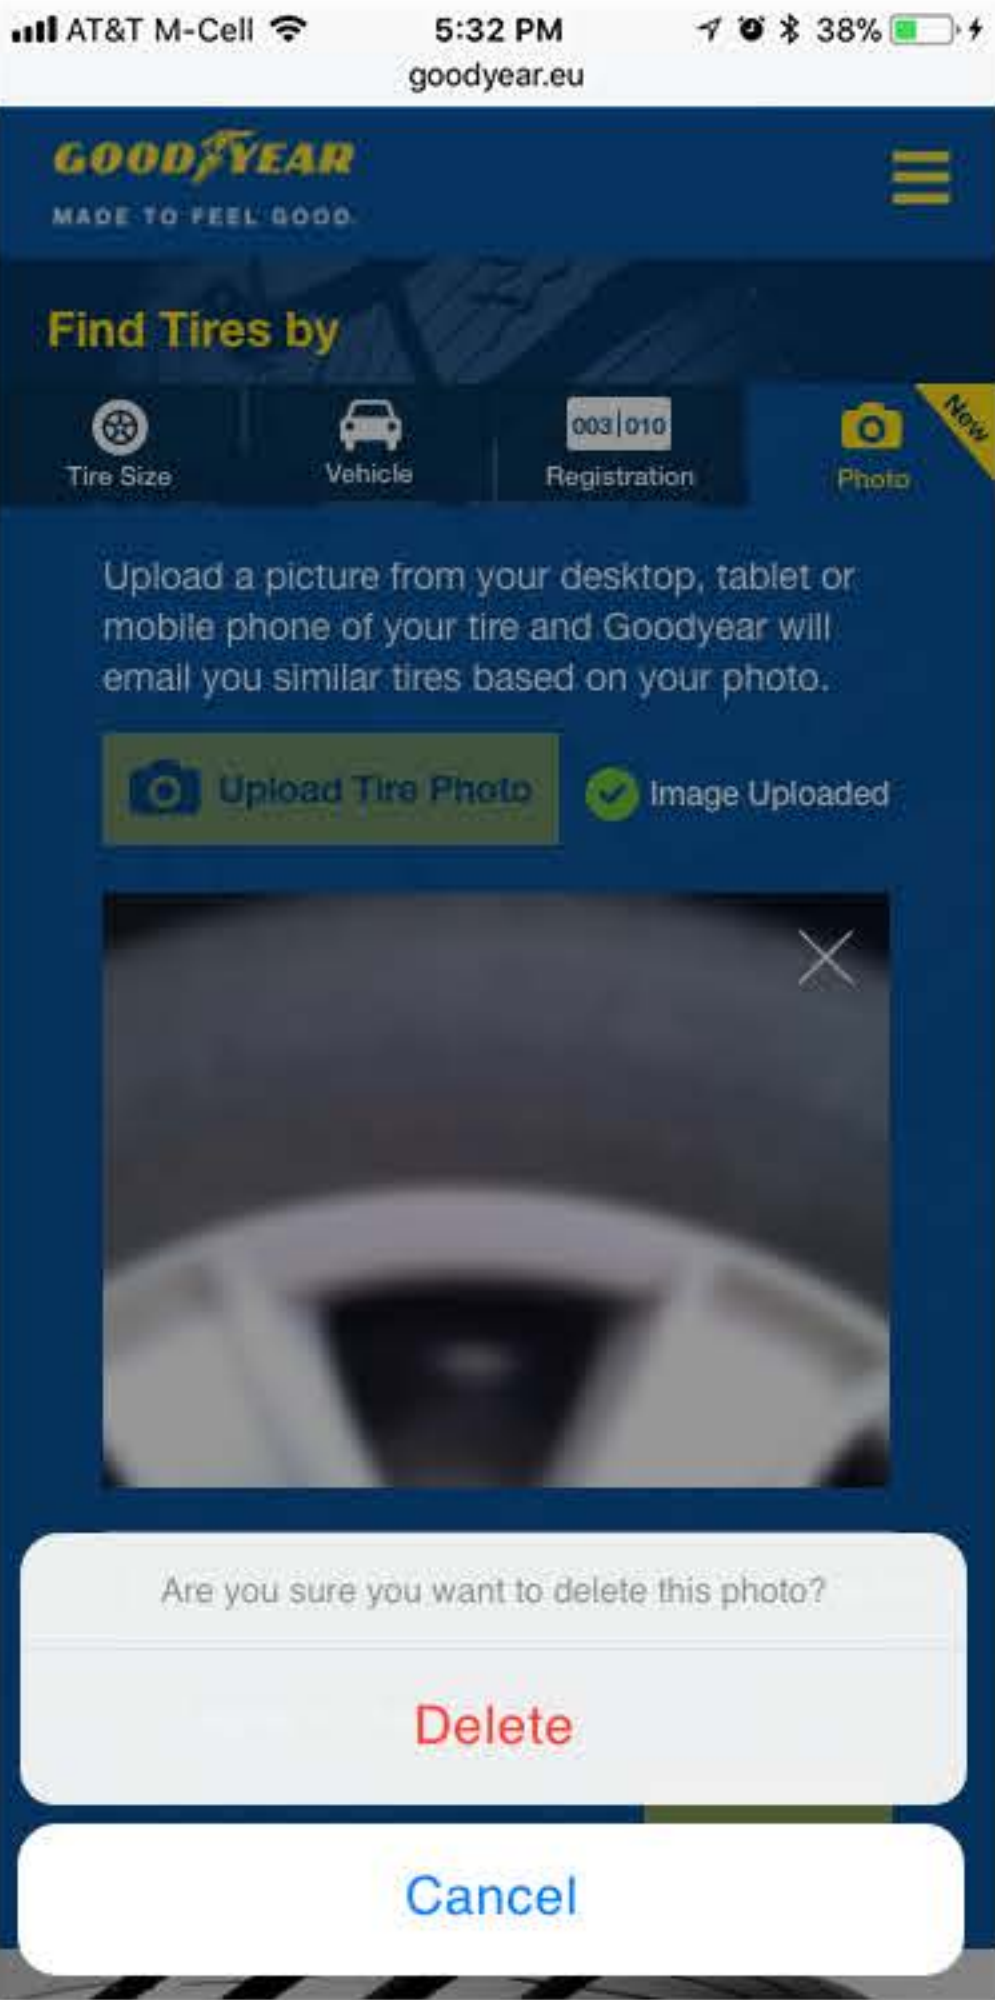 AT&T M-Cell 5:32 PM 38%
goodyear.eu
GOODYEAR
MADE TO FEEL GOOD.
Find Tires by
003|010 New
Tire Size Vehicle Registration Photo
Upload a picture from your desktop, tablet or
mobile phone of your tire and Goodyear will
email you similar tires based on your photo.
Upload Tire Photo Image Uploaded
Are you sure you want to delete this photo?
Delete
Cancel